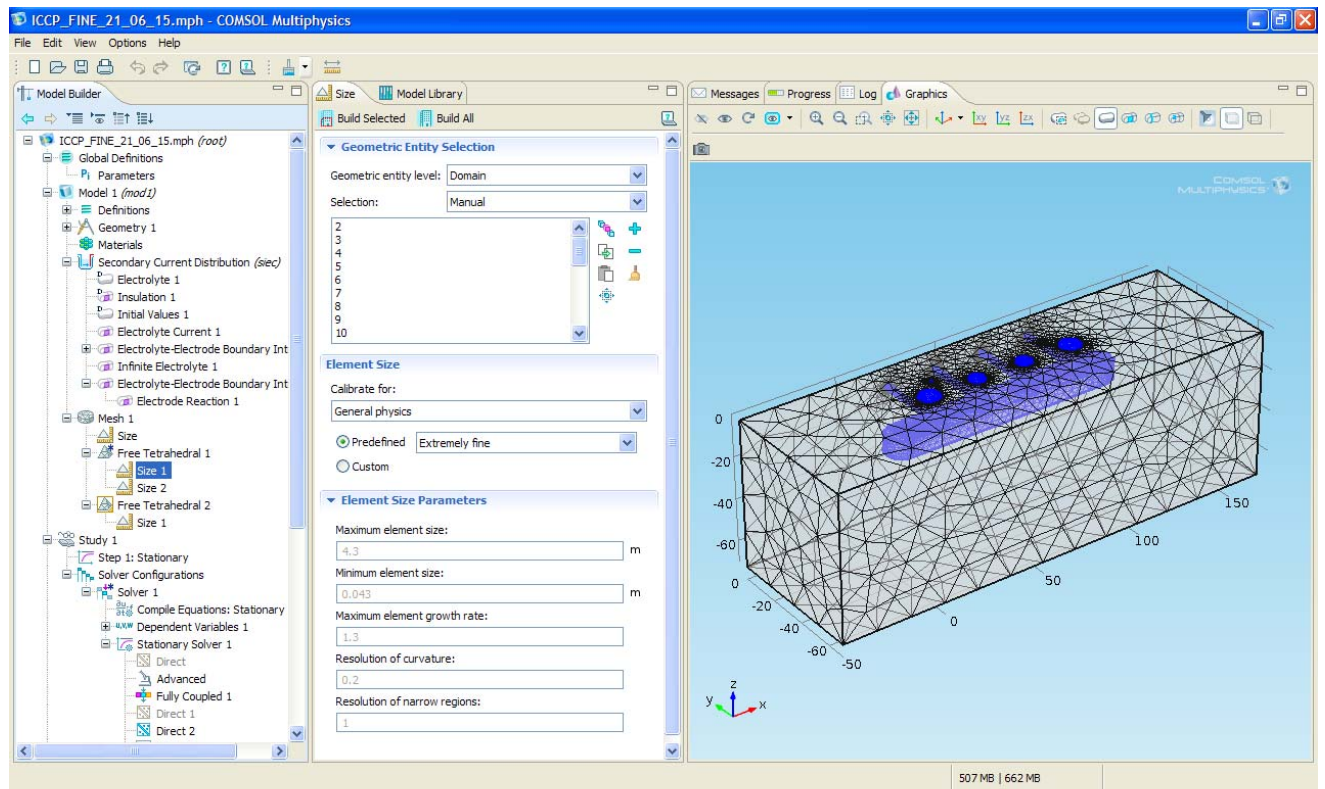 ICCP_FINE_21_06_15.mph - COMSOL Multiphysics
File Edit View Options Help
Model Builder
ICCP_FINE_21_06_15.mph (root)
Global Definitions
Pi Parameters
Model 1 (mod1)
Definitions
Geometry 1
Materials
Secondary Current Distribution (siec)
Electrolyte 1
Insulation 1
Initial Values 1
Electrolyte Current 1
Electrolyte-Electrode Boundary Int
Infinite Electrolyte 1
Electrolyte-Electrode Boundary Int
Electrode Reaction 1
Mesh 1
Size
Free Tetrahedral 1
Size 1
Size 2
Free Tetrahedral 2
Size 1
Study 1
Step 1: Stationary
Solver Configurations
Solver 1
Compile Equations: Stationary
Dependent Variables 1
Stationary Solver 1
Direct
Advanced
Fully Coupled 1
Direct 1
Direct 2
Size Model Library
Build Selected Build All
Geometric Entity Selection
Geometric entity level: Domain
Selection: Manual
2
3
4
5
6
7
8
9
10
Element Size
Calibrate for:
General physics
Predefined Extremely fine
Custom
Element Size Parameters
Maximum element size:
4.3 m
Minimum element size:
0.043 m
Maximum element growth rate:
1.3
Resolution of curvature:
0.2
Resolution of narrow regions:
1
Messages Progress Log Graphics
xy yz zx
COMSOL
MULTIPHYSICS
0
-20
-40
-60
0
-20
-40
-60
-50
0
50
100
150
z
y x
507 MB | 662 MB